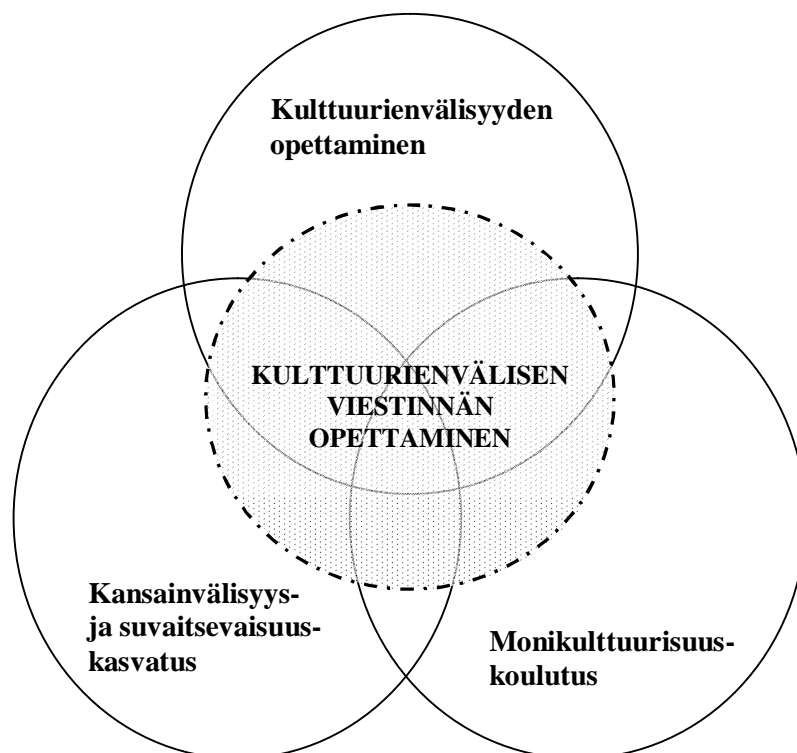 Kulttuurienvälisyyden
opettaminen
KULTTUURIENVÄLISEN
VIESTINNÄN
OPETTAMINEN
Kansainvälisyys-
ja suvaitsevaisuus-
kasvatus
Monikulttuurisuus-
koulutus